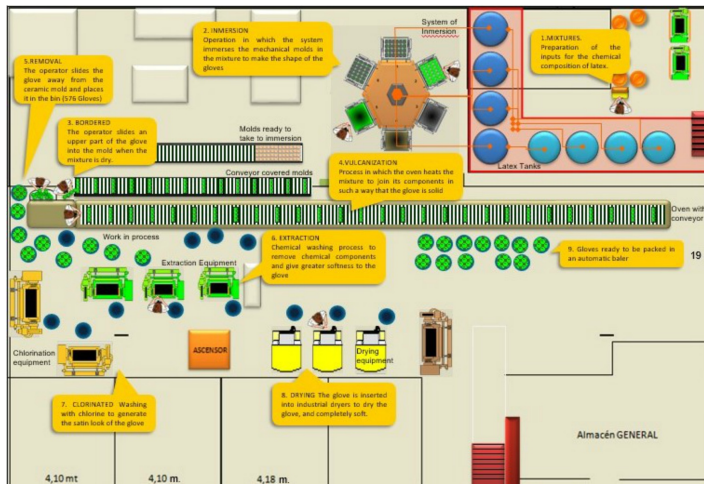 2. INMERSION
Operation in which the system
immerses the mechanical molds in
the mixture to make the shape of the
gloves
System of
Inmersion
1.MIXTURES.
Preparation of the
inputs for the chemical
composition of latex.
5.REMOVAL
The operator slides the
glove away from the
ceramic mold and places
it in the bin (576 Gloves)
3. BORDERED
The operator slides an
upper part of the glove
into the mold when the
mixture is dry.
Molds ready to
take to immersion
4.VULCANIZATION
Process in which the oven heats the
mixture to join its components in
such a way that the glove is solid
Latex Tanks
Conveyor covered molds
Oven with
conveyor
Work in process
6. EXTRACTION
Chemical washing process to
remove chemical components
and give greater softness to the
glove
9. Gloves ready to be packed in
an automatic baler
19
Extraction Equipment
Chlorination
equipment
ASCENSOR
Drying
equipment
7. CLORINATED Washing
with chlorine to generate
the satin look of the glove
8. DRYING The glove is inserted
into industrial dryers to dry the
glove, and completely soft.
Almacén GENERAL
4,10 mt
4,10 m.
4,18 m.